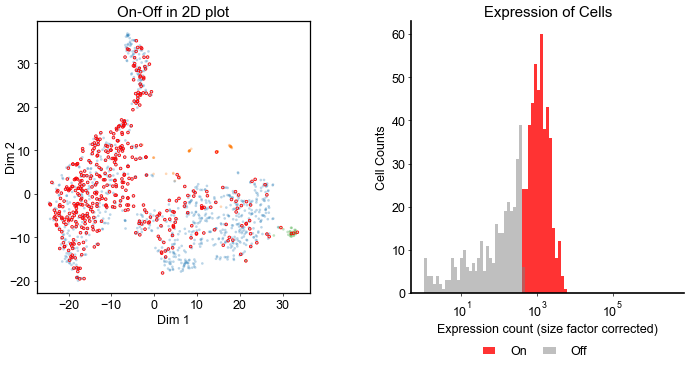 On-Off in 2D plot
Dim 2
30
20
10
0
−10
−20
−20 −10 0 10 20 30
Dim 1
Expression of Cells
Cell Counts
60
50
40
30
20
10
0
10^1 10^3 10^5
Expression count (size factor corrected)
On Off